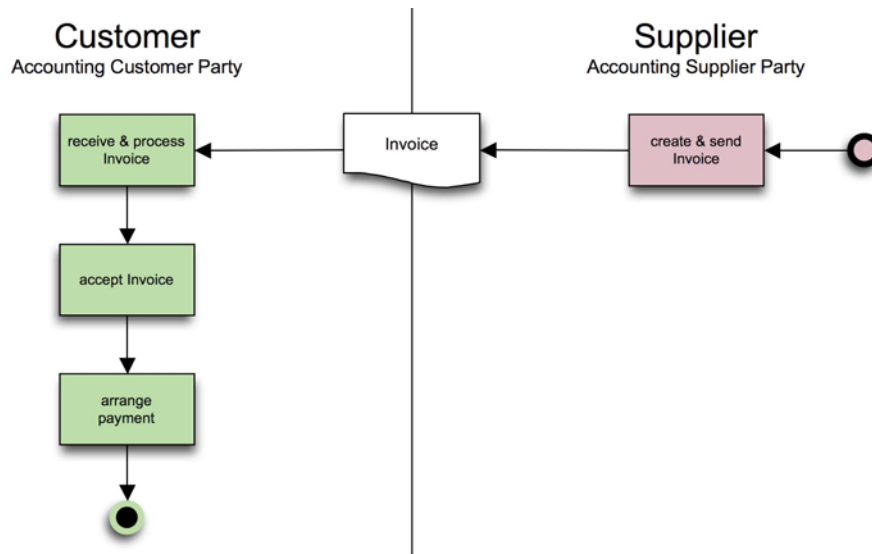 Customer
Accounting Customer Party
Supplier
Accounting Supplier Party
receive & process
Invoice
Invoice
create & send
Invoice
accept Invoice
arrange
payment